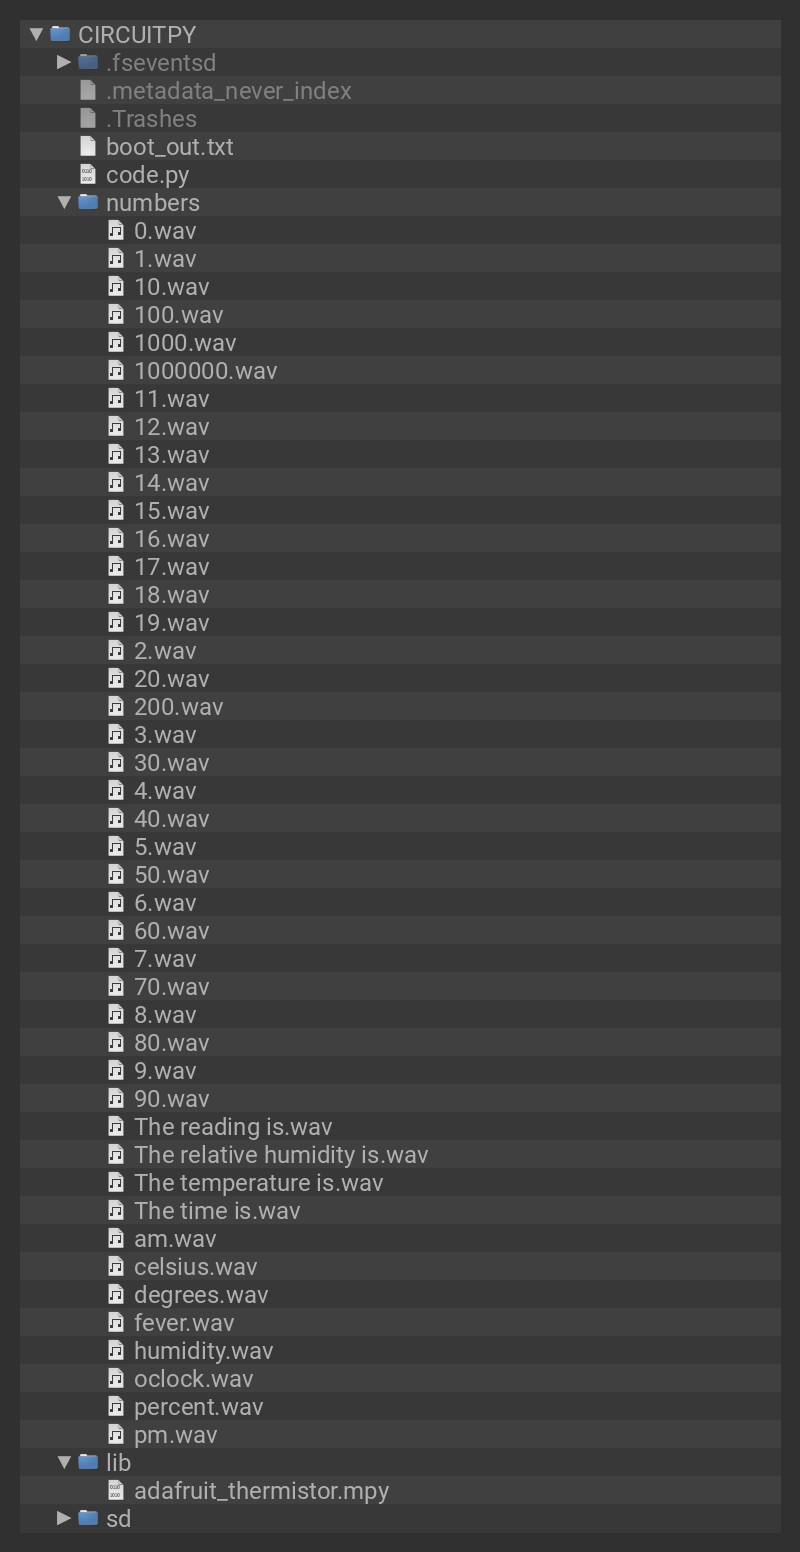 CIRCUITPY
.fseventsd
.metadata_never_index
.Trashes
boot_out.txt
code.py
numbers
0.wav
1.wav
10.wav
100.wav
1000.wav
1000000.wav
11.wav
12.wav
13.wav
14.wav
15.wav
16.wav
17.wav
18.wav
19.wav
2.wav
20.wav
200.wav
3.wav
30.wav
4.wav
40.wav
5.wav
50.wav
6.wav
60.wav
7.wav
70.wav
8.wav
80.wav
9.wav
90.wav
The reading is.wav
The relative humidity is.wav
The temperature is.wav
The time is.wav
am.wav
celsius.wav
degrees.wav
fever.wav
humidity.wav
oclock.wav
percent.wav
pm.wav
lib
adafruit_thermistor.mpy
sd